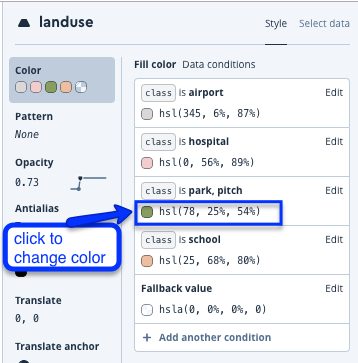 landuse
Style Select data
Color
Pattern
None
Opacity
0.73
Antialias
click to
change color
Translate
0, 0
Translate anchor
Fill color Data conditions
class is airport Edit
hsl(345, 6%, 87%)
class is hospital Edit
hsl(0, 56%, 89%)
class is park, pitch Edit
hsl(78, 25%, 54%)
class is school Edit
hsl(25, 68%, 80%)
Fallback value Edit
hsla(0, 0%, 0%, 0)
+ Add another condition